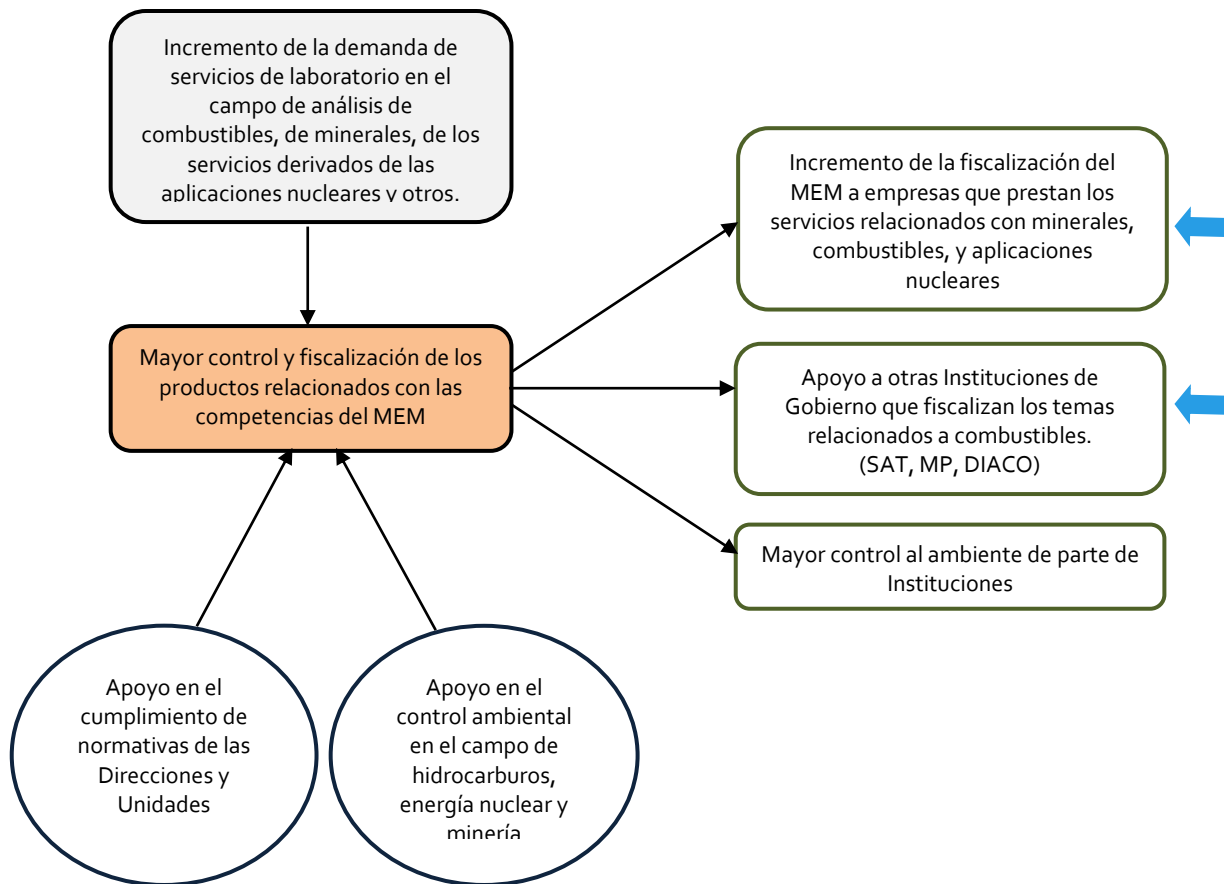 Incremento de la demanda de
servicios de laboratorio en el
campo de análisis de
combustibles, de minerales, de los
servicios derivados de las
aplicaciones nucleares y otros.
Incremento de la fiscalización del
MEM a empresas que prestan los
servicios relacionados con minerales,
combustibles, y aplicaciones
nucleares
Mayor control y fiscalización de los
productos relacionados con las
competencias del MEM
Apoyo a otras Instituciones de
Gobierno que fiscalizan los temas
relacionados a combustibles.
(SAT, MP, DIACO)
Mayor control al ambiente de parte de
Instituciones
Apoyo en el
cumplimiento de
normativas de las
Direcciones y
Unidades
Apoyo en el
control ambiental
en el campo de
hidrocarburos,
energía nuclear y
minería